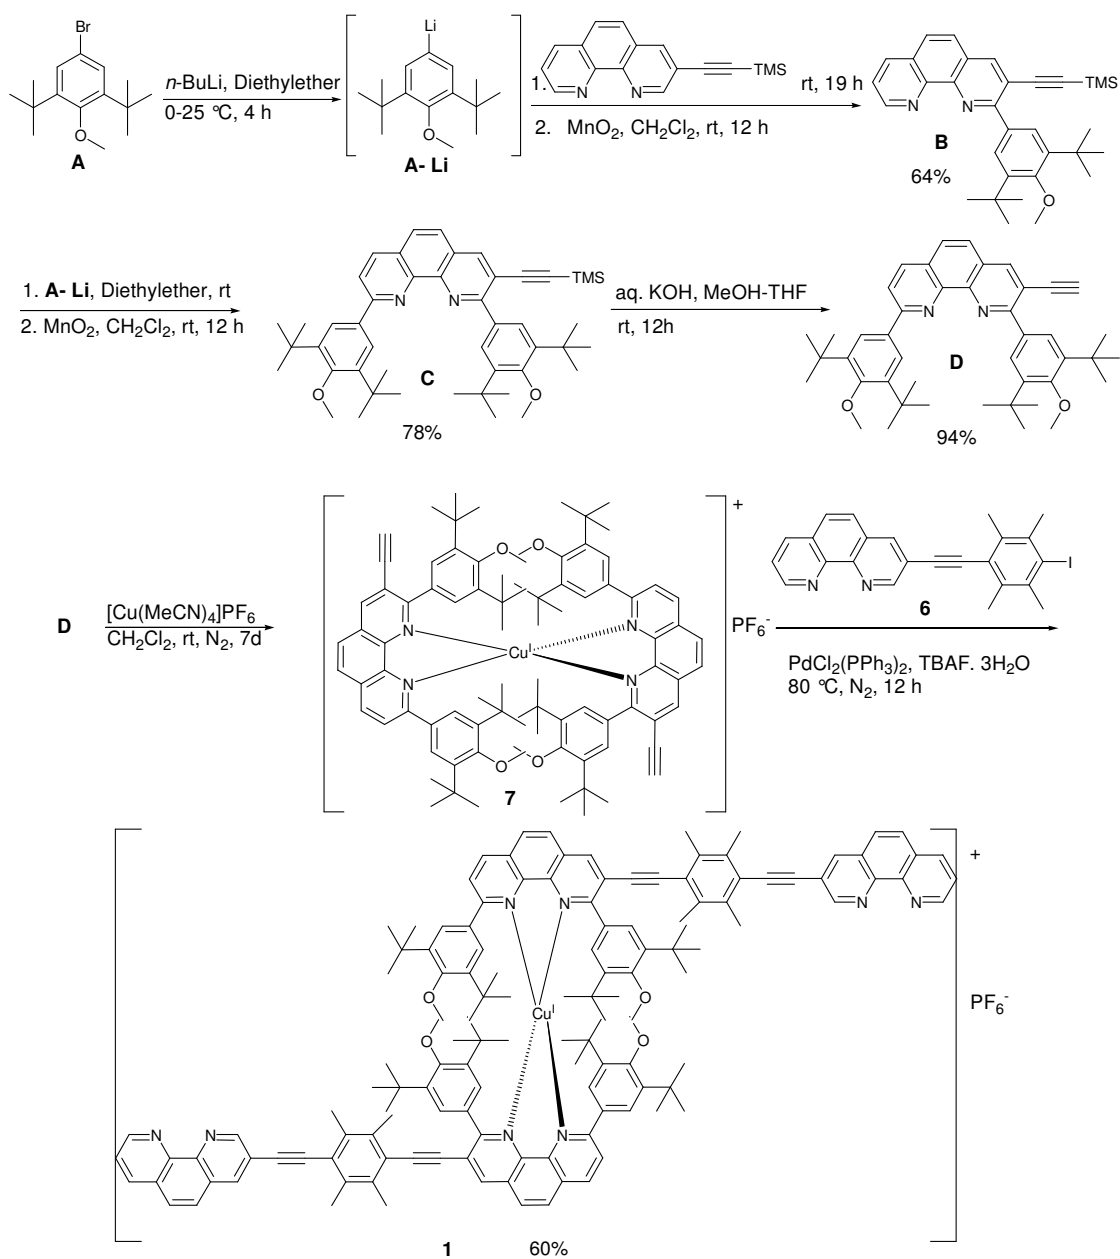 Br
O
A
n-BuLi, Diethylether
0-25 °C, 4 h
Li
O
A- Li
N N
TMS
1.
rt, 19 h
2. MnO2, CH2Cl2, rt, 12 h
N N
TMS
O
B
64%
1. A- Li, Diethylether, rt
2. MnO2, CH2Cl2, rt, 12 h
N N
TMS
O O
C
78%
aq. KOH, MeOH-THF
rt, 12h
N N
O O
D
94%
D
[Cu(MeCN)4]PF6
CH2Cl2, rt, N2, 7d
O O
N N
CuI
N N
O O
7
+
PF6-
N N
I
6
PdCl2(PPh3)2, TBAF. 3H2O
80 °C, N2, 12 h
N N
N N
O O
CuI
O O
N N
N N
+
PF6-
1 60%